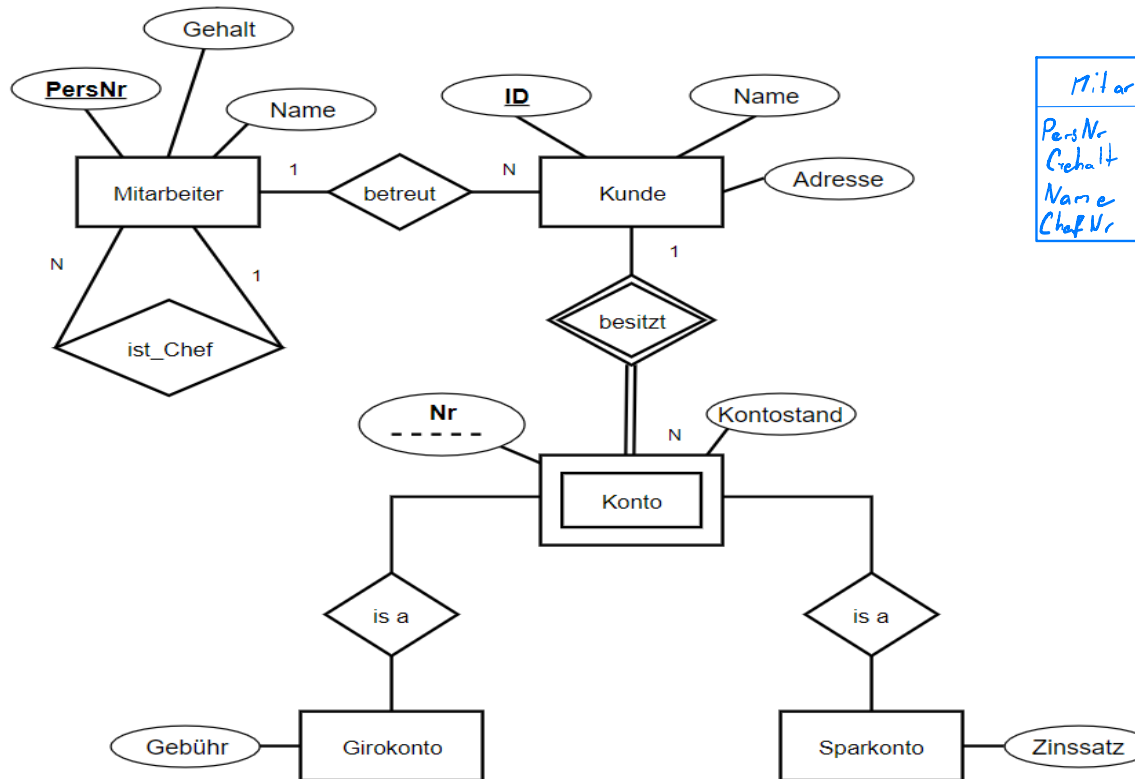 Gehalt
PersNr
Name
ID
Name
Mitar
PersNr
Gehalt
Name
ChefNr
Mitarbeiter
1
betreut
N
Kunde
Adresse
N
1
1
ist_Chef
besitzt
Nr
N
Kontostand
Konto
is a
is a
Gebühr
Girokonto
Sparkonto
Zinssatz